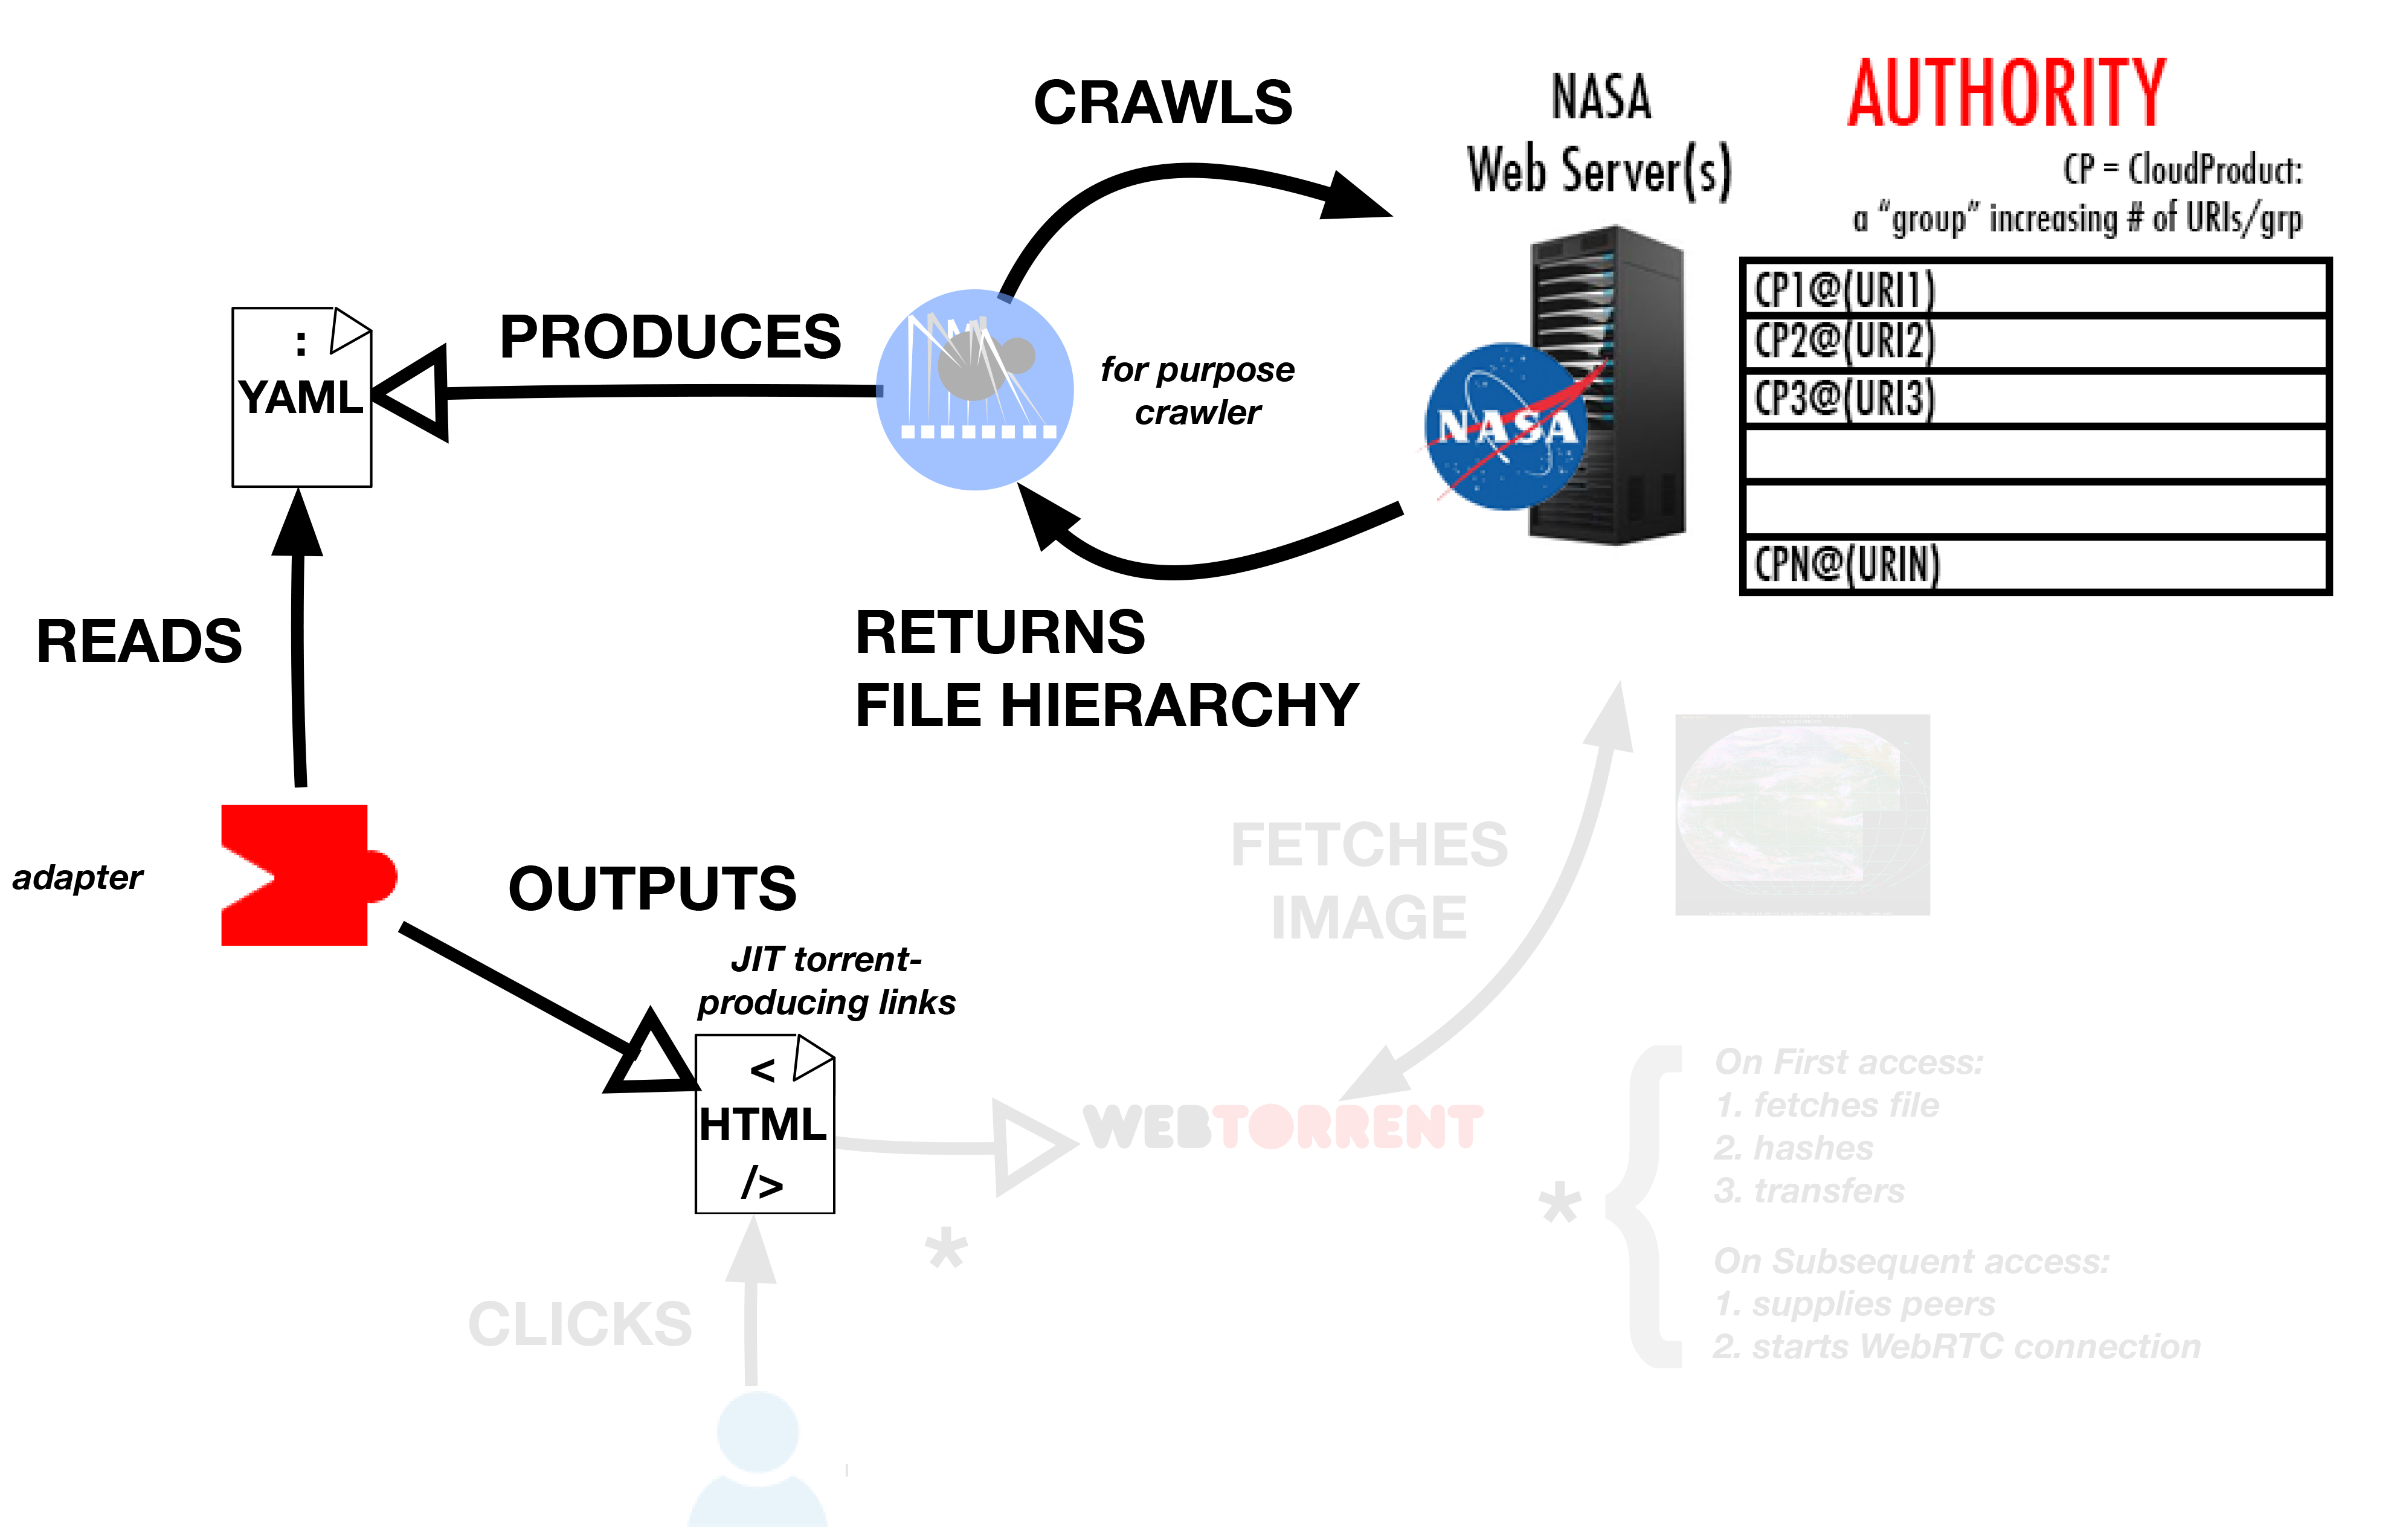 CRAWLS
NASA
Web Server(s)
AUTHORITY
CP = CloudProduct:
a “group” increasing # of URIs/grp
CP1@(URI1)
CP2@(URI2)
CP3@(URI3)
CPN@(URIN)
NASA
for purpose
crawler
PRODUCES
:
YAML
RETURNS
FILE HIERARCHY
READS
adapter
OUTPUTS
JIT torrent-
producing links
<
HTML
/>
FETCHES
IMAGE
WEBTORRENT
*
CLICKS
*
{
On First access:
1. fetches file
2. hashes
3. transfers
On Subsequent access:
1. supplies peers
2. starts WebRTC connection